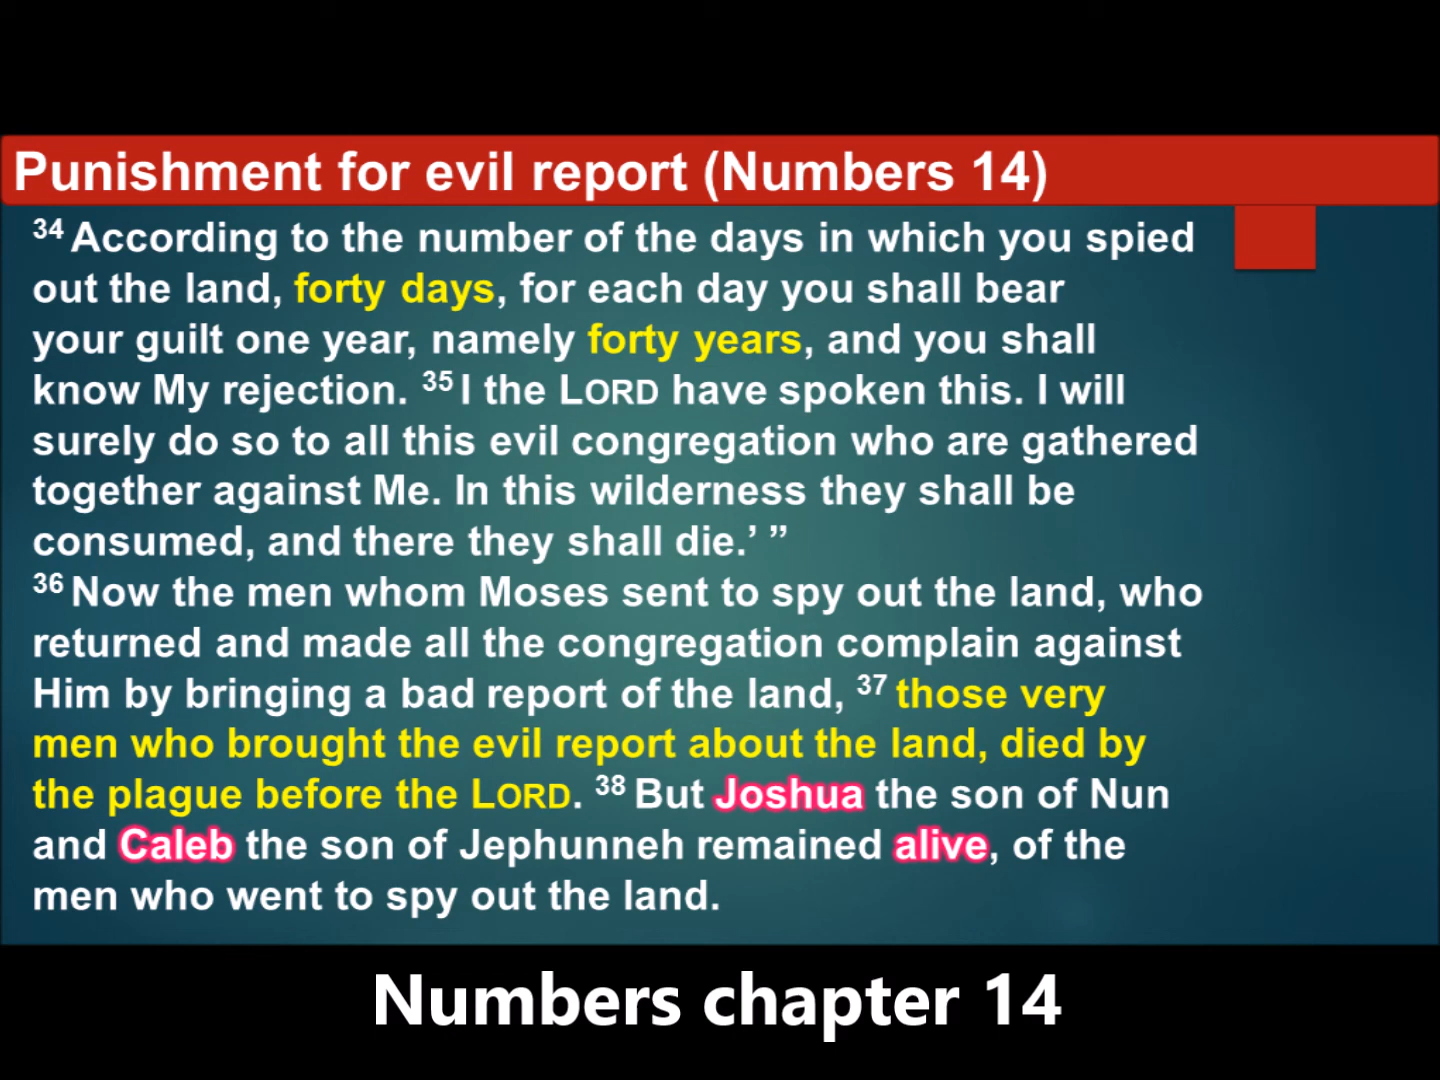 Punishment for evil report (Numbers 14)
34 According to the number of the days in which you spied
out the land, forty days, for each day you shall bear
your guilt one year, namely forty years, and you shall
know My rejection. 35 I the LORD have spoken this. I will
surely do so to all this evil congregation who are gathered
together against Me. In this wilderness they shall be
consumed, and there they shall die.’ ”
36 Now the men whom Moses sent to spy out the land, who
returned and made all the congregation complain against
Him by bringing a bad report of the land, 37 those very
men who brought the evil report about the land, died by
the plague before the LORD. 38 But Joshua the son of Nun
and Caleb the son of Jephunneh remained alive, of the
men who went to spy out the land.
Numbers chapter 14